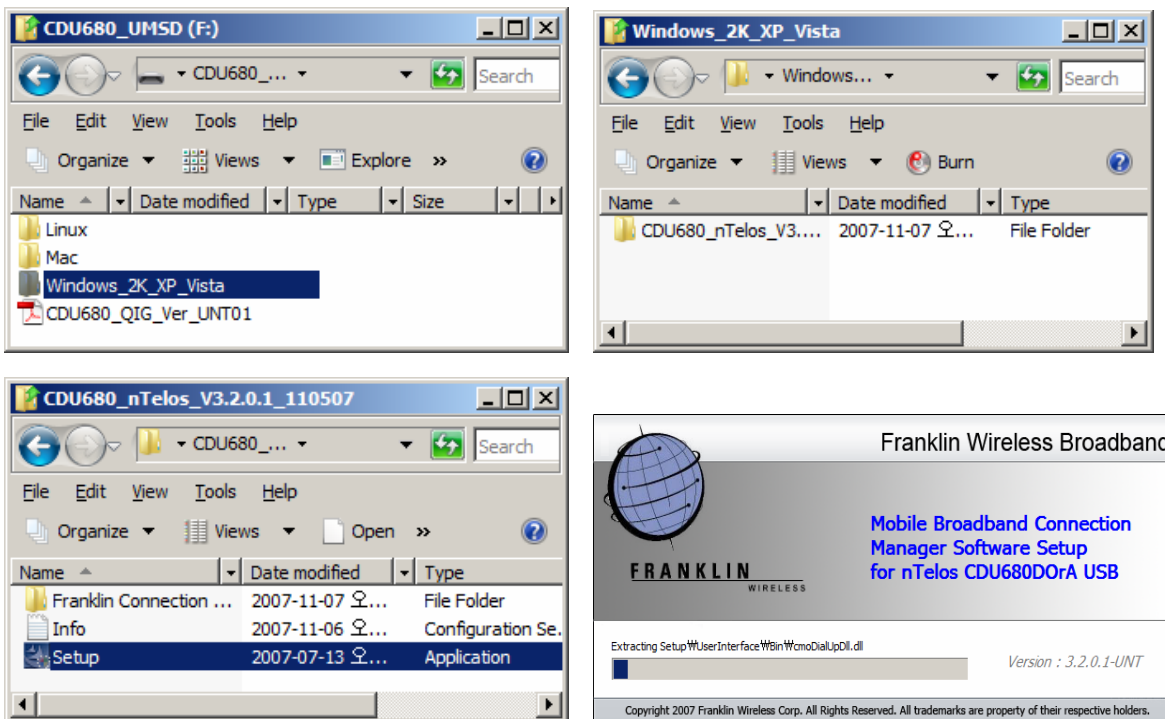 CDU680_UMSD (F:)
CDU680_... Search
File Edit View Tools Help
Organize Views Explore »
Name Date modified Type Size
Linux
Mac
Windows_2K_XP_Vista
CDU680_QIG_Ver_UNT01
Windows_2K_XP_Vista
Windows... Search
File Edit View Tools Help
Organize Views Burn
Name Date modified Type
CDU680_nTelos_V3.... 2007-11-07 오... File Folder
CDU680_nTelos_V3.2.0.1_110507
CDU680_... Search
File Edit View Tools Help
Organize Views Open »
Name Date modified Type
Franklin Connection ... 2007-11-07 오... File Folder
Info 2007-11-06 오... Configuration Se.
Setup 2007-07-13 오... Application
Franklin Wireless Broadband
Mobile Broadband Connection
Manager Software Setup
for nTelos CDU680DOrA USB
FRANKLIN
WIRELESS
Extracting Setup₩UserInterface₩Bin₩cmoDialUpDll.dll
Version : 3.2.0.1-UNT
Copyright 2007 Franklin Wireless Corp. All Rights Reserved. All trademarks are property of their respective holders.